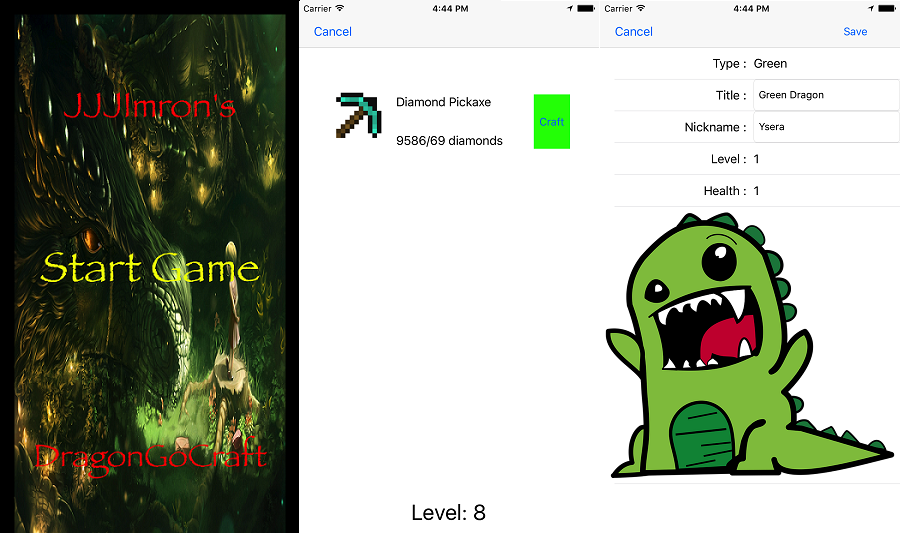 JJJImron's
Start Game
DragonGoCraft
Carrier 4:44 PM
Cancel
Diamond Pickaxe
9586/69 diamonds
Craft
Level: 8
Carrier 4:44 PM
Cancel Save
Type : Green
Title : Green Dragon
Nickname : Ysera
Level : 1
Health : 1